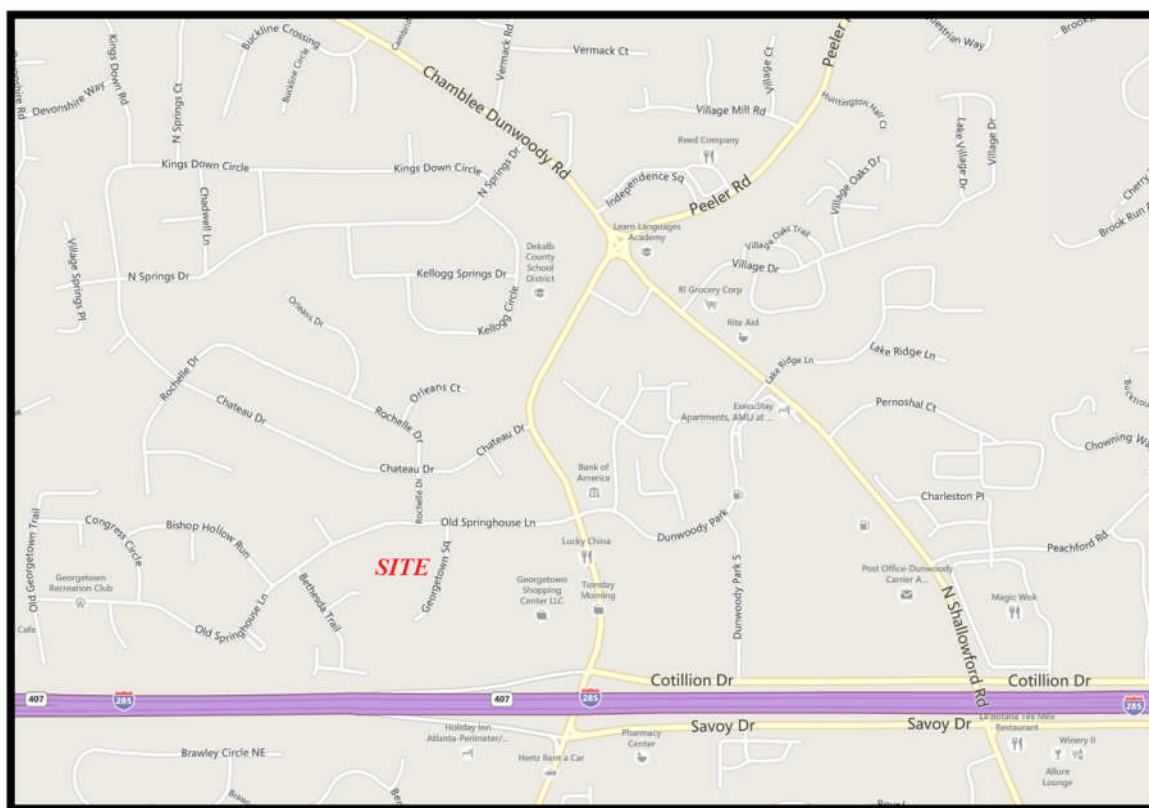 Buckline Crossing
Buckline Circle
Kings Down Rd
Devonshire Way
N Springs Ct
Vermack Rd
Vermack Ct
Chamblee Dunwoody Rd
Village Ct
Village Mill Rd
Huntington Hall Ct
Reed Company
Peeler Rd
Independence Sq
Peeler Rd
Lake Village Dr
Village Dr
Village Oaks Dr
Village Oaks Trail
Village Dr
Kings Down Circle
Kings Down Circle
N Springs Dr
Chadwell Ln
Village Springs Pl
N Springs Dr
Kellogg Springs Dr
Kellogg Circle
Dekalb
County
School
District
Learn Languages
Academy
RI Grocery Corp
Rite Aid
Orleans Dr
Rochelle Dr
Orleans Ct
Rochelle Dr
Chateau Dr
Chateau Dr
Chateau Dr
Rochelle Dr
Lake Ridge Ln
Lake Ridge Ln
ExecuStay
Apartments, AMLI at ...
Pernoshal Ct
Chowning Wa
Charleston Pl
Peachford Rd
Bank of
America
Old Springhouse Ln
Dunwoody Park
Dunwoody Park S
Lucky China
Old Georgetown Trail
Congress Circle
Bishop Hollow Run
Bethesda Trail
Georgetown
Recreation Club
Cafe
Old Springhouse Ln
SITE
Georgetown Sq
Georgetown
Shopping
Center LLC
Tuesday
Morning
Post Office-Dunwoody
Carrier A...
Magic Wok
N Shallowford Rd
Cotillion Dr
Cotillion Dr
407
285
407
285
285
Savoy Dr
Savoy Dr
Holiday Inn
Atlanta-Perimeter/...
Hertz Rent a Car
Pharmacy
Center
Restaurant
Winery II
Allure
Lounge
Brawley Circle NE